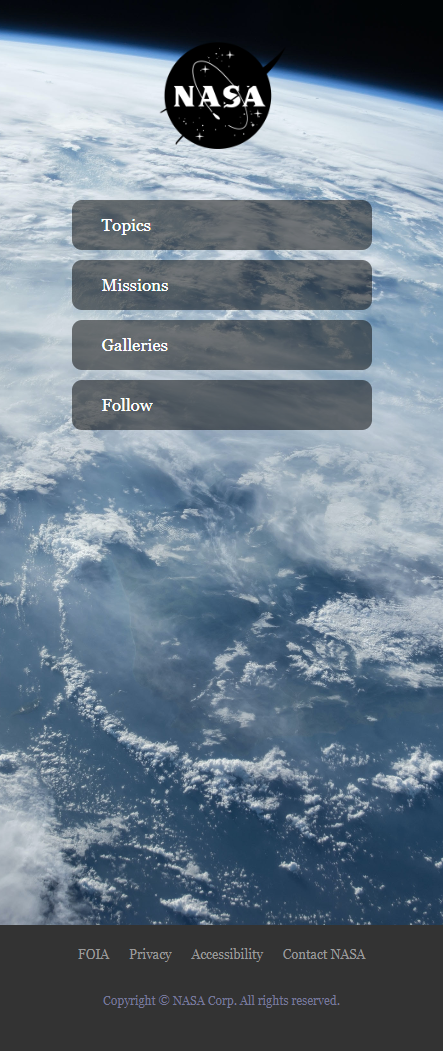 NASA
Topics
Missions
Galleries
Follow
FOIA Privacy Accessibility Contact NASA
Copyright © NASA Corp. All rights reserved.